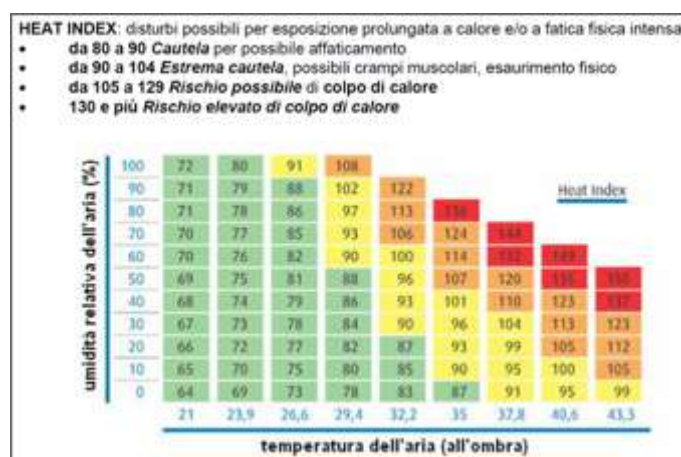 HEAT INDEX: disturbi possibili per esposizione prolungata a calore e/o a fatica fisica intensa
• da 80 a 90 Cautela per possibile affaticamento
• da 90 a 104 Estrema cautela, possibili crampi muscolari, esaurimento fisico
• da 105 a 129 Rischio possibile di colpo di calore
• 130 e più Rischio elevato di colpo di calore
umidità relativa dell'aria (%)
Heat Index
100 72 80 91 108
90 71 79 88 102 122
80 71 78 86 97 113
70 70 77 85 93 106 124 144
60 70 76 82 90 100 114 132 149
50 69 75 81 88 96 107 120
40 68 74 79 86 93 101 110 123 137
30 67 73 78 84 90 96 104 113 123
20 66 72 77 82 87 93 99 105 112
10 65 70 75 80 85 90 95 100 105
0 64 69 73 78 83 87 91 95 99
21 23,9 26,6 29,4 32,2 35 37,8 40,6 43,3
temperatura dell'aria (all'ombra)